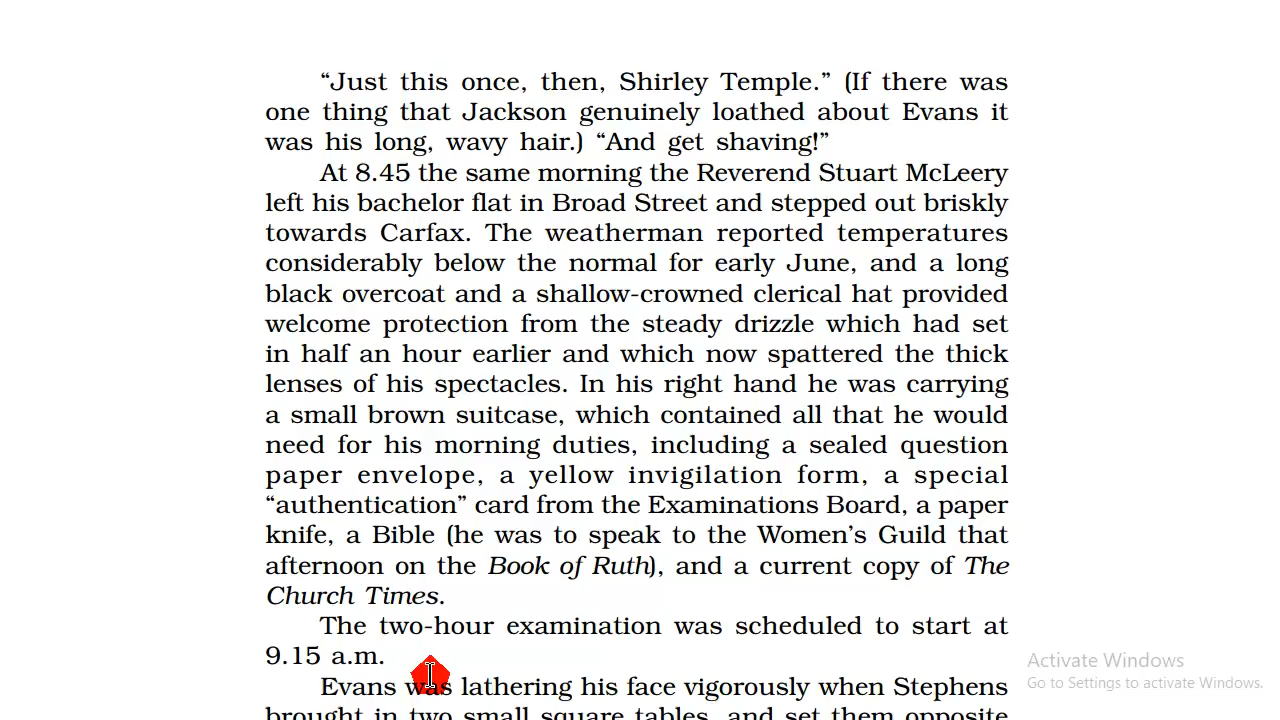 “Just this once, then, Shirley Temple.” (If there was
one thing that Jackson genuinely loathed about Evans it
was his long, wavy hair.) “And get shaving!”
At 8.45 the same morning the Reverend Stuart McLeery
left his bachelor flat in Broad Street and stepped out briskly
towards Carfax. The weatherman reported temperatures
considerably below the normal for early June, and a long
black overcoat and a shallow-crowned clerical hat provided
welcome protection from the steady drizzle which had set
in half an hour earlier and which now spattered the thick
lenses of his spectacles. In his right hand he was carrying
a small brown suitcase, which contained all that he would
need for his morning duties, including a sealed question
paper envelope, a yellow invigilation form, a special
“authentication” card from the Examinations Board, a paper
knife, a Bible (he was to speak to the Women’s Guild that
afternoon on the Book of Ruth), and a current copy of The
Church Times.
The two-hour examination was scheduled to start at
9.15 a.m.
Evans was lathering his face vigorously when Stephens
brought in two small square tables, and set them opposite
Activate Windows
Go to Settings to activate Windows.